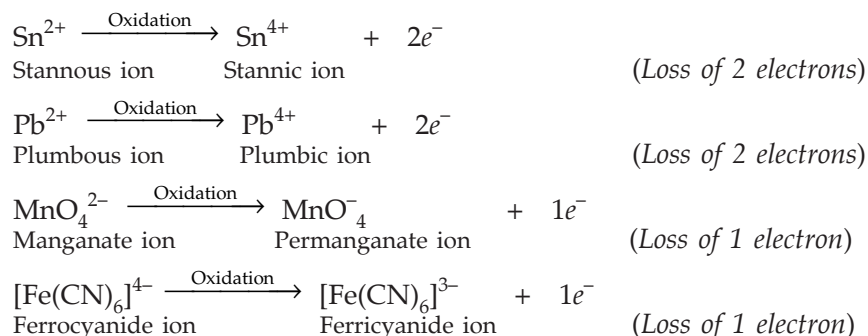 Sn²⁺ —Oxidation→ Sn⁴⁺ + 2e⁻
Stannous ion Stannic ion (Loss of 2 electrons)
Pb²⁺ —Oxidation→ Pb⁴⁺ + 2e⁻
Plumbous ion Plumbic ion (Loss of 2 electrons)
MnO₄²⁻ —Oxidation→ MnO⁻₄ + 1e⁻
Manganate ion Permanganate ion (Loss of 1 electron)
[Fe(CN)₆]⁴⁻ —Oxidation→ [Fe(CN)₆]³⁻ + 1e⁻
Ferrocyanide ion Ferricyanide ion (Loss of 1 electron)